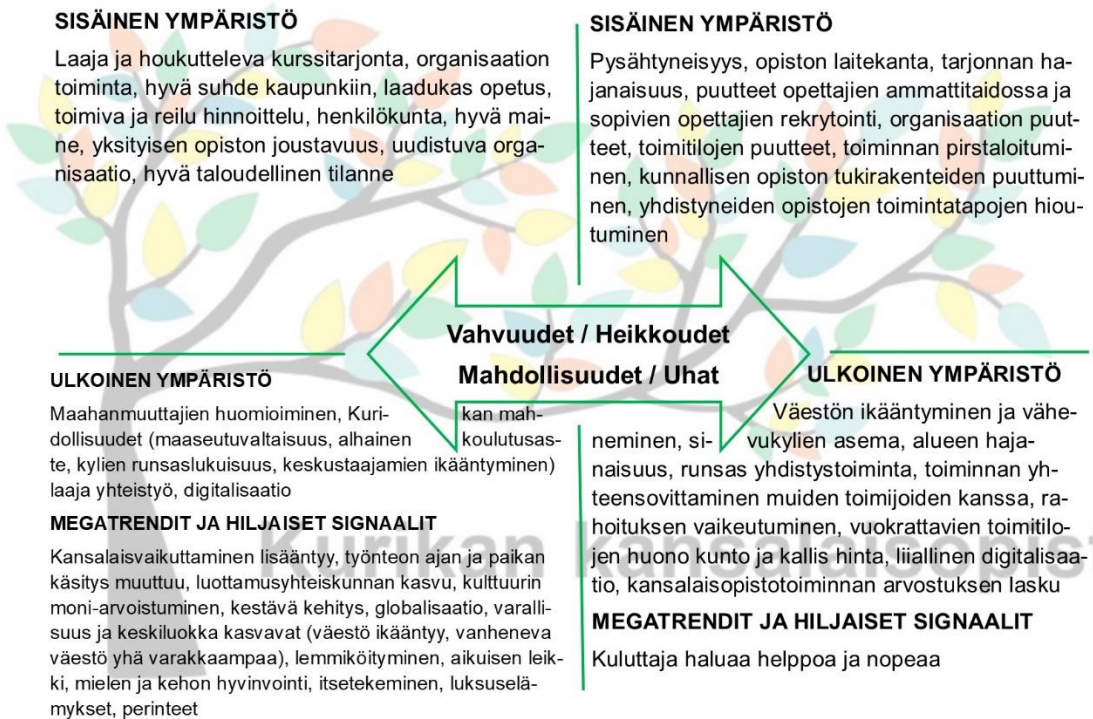 SISÄINEN YMPÄRISTÖ
Laaja ja houkutteleva kurssitarjonta, organisaation
toiminta, hyvä suhde kaupunkiin, laadukas opetus,
toimiva ja reilu hinnoittelu, henkilökunta, hyvä mai-
ne, yksityisen opiston joustavuus, uudistuva orga-
nisaatio, hyvä taloudellinen tilanne
SISÄINEN YMPÄRISTÖ
Pysähtyneisyys, opiston laitekanta, tarjonnan ha-
janaisuus, puutteet opettajien ammattitaidossa ja
sopivien opettajien rekrytointi, organisaation puut-
teet, toimitilojen puutteet, toiminnan pirstaloitumi-
nen, kunnallisen opiston tukirakenteiden puuttumi-
nen, yhdistyneiden opistojen toimintatapojen hiou-
tuminen
Vahvuudet / Heikkoudet
Mahdollisuudet / Uhat
ULKOINEN YMPÄRISTÖ
Maahanmuuttajien huomioiminen, Kuri- kan mah-
dollisuudet (maaseutuvaltaisuus, alhainen koulutusas-
te, kylien runsaslukuisuus, keskustaajamien ikääntyminen)
laaja yhteistyö, digitalisaatio
MEGATRENDIT JA HILJAISET SIGNAALIT
Kansalaisvaikuttaminen lisääntyy, työnteon ajan ja paikan
käsitys muuttuu, luottamusyhteiskunnan kasvu, kulttuurin
moni-arvoistuminen, kestävä kehitys, globalisaatio, varalli-
suus ja keskiluokka kasvavat (väestö ikääntyy, vanheneva
väestö yhä varakkaampaa), lemmiköityminen, aikuisen leik-
ki, mielen ja kehon hyvinvointi, itsetekeminen, luksuselä-
mykset, perinteet
ULKOINEN YMPÄRISTÖ
Väestön ikääntyminen ja vähe-
neminen, si- vukylien asema, alueen haja-
naisuus, runsas yhdistystoiminta, toiminnan yh-
teensovittaminen muiden toimijoiden kanssa, ra-
hoituksen vaikeutuminen, vuokrattavien toimitilo-
jen huono kunto ja kallis hinta, liiallinen digitalisaa-
tio, kansalaisopistotoiminnan arvostuksen lasku
MEGATRENDIT JA HILJAISET SIGNAALIT
Kuluttaja haluaa helppoa ja nopeaa
Kurikan kansalaisopist